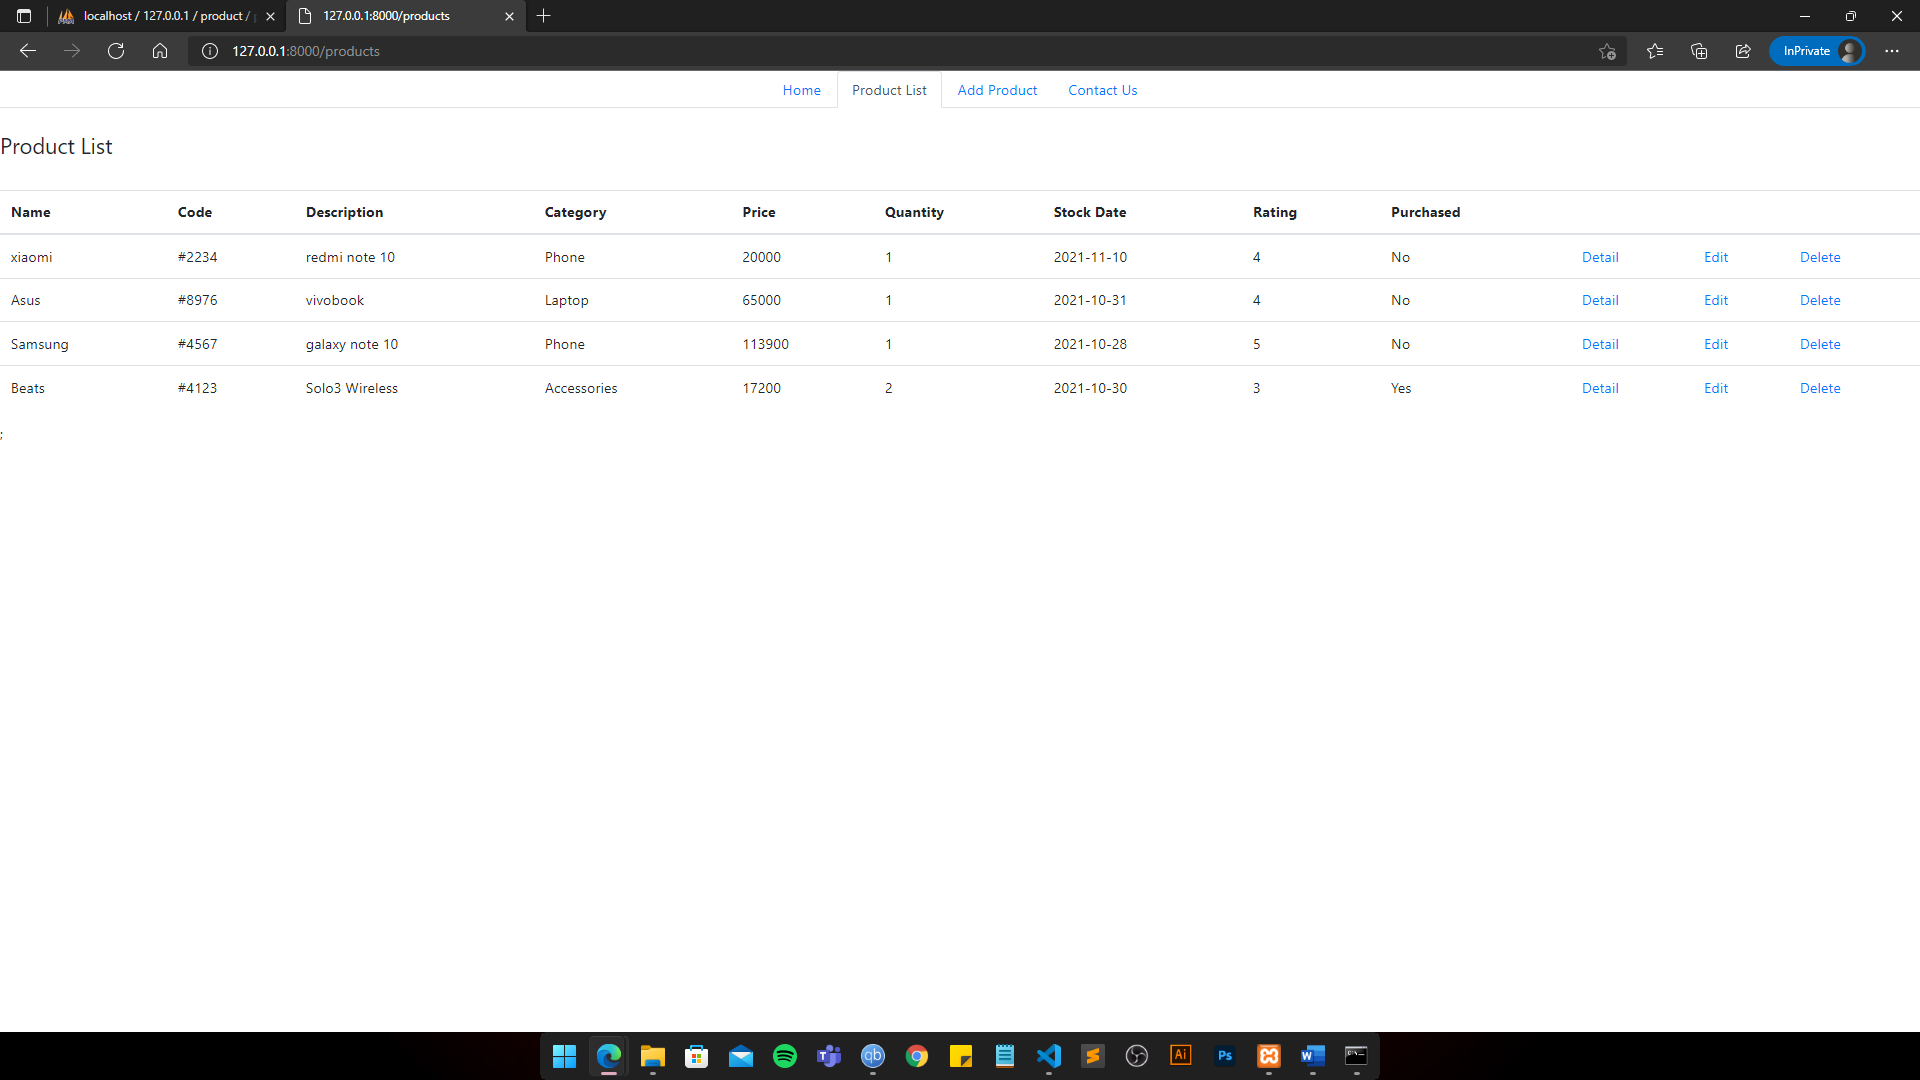 localhost / 127.0.0.1 / product /
127.0.0.1:8000/products
127.0.0.1:8000/products
InPrivate
Home Product List Add Product Contact Us
Product List
Name Code Description Category Price Quantity Stock Date Rating Purchased
xiaomi #2234 redmi note 10 Phone 20000 1 2021-11-10 4 No Detail Edit Delete
Asus #8976 vivobook Laptop 65000 1 2021-10-31 4 No Detail Edit Delete
Samsung #4567 galaxy note 10 Phone 113900 1 2021-10-28 5 No Detail Edit Delete
Beats #4123 Solo3 Wireless Accessories 17200 2 2021-10-30 3 Yes Detail Edit Delete
;
qb Ai Ps W